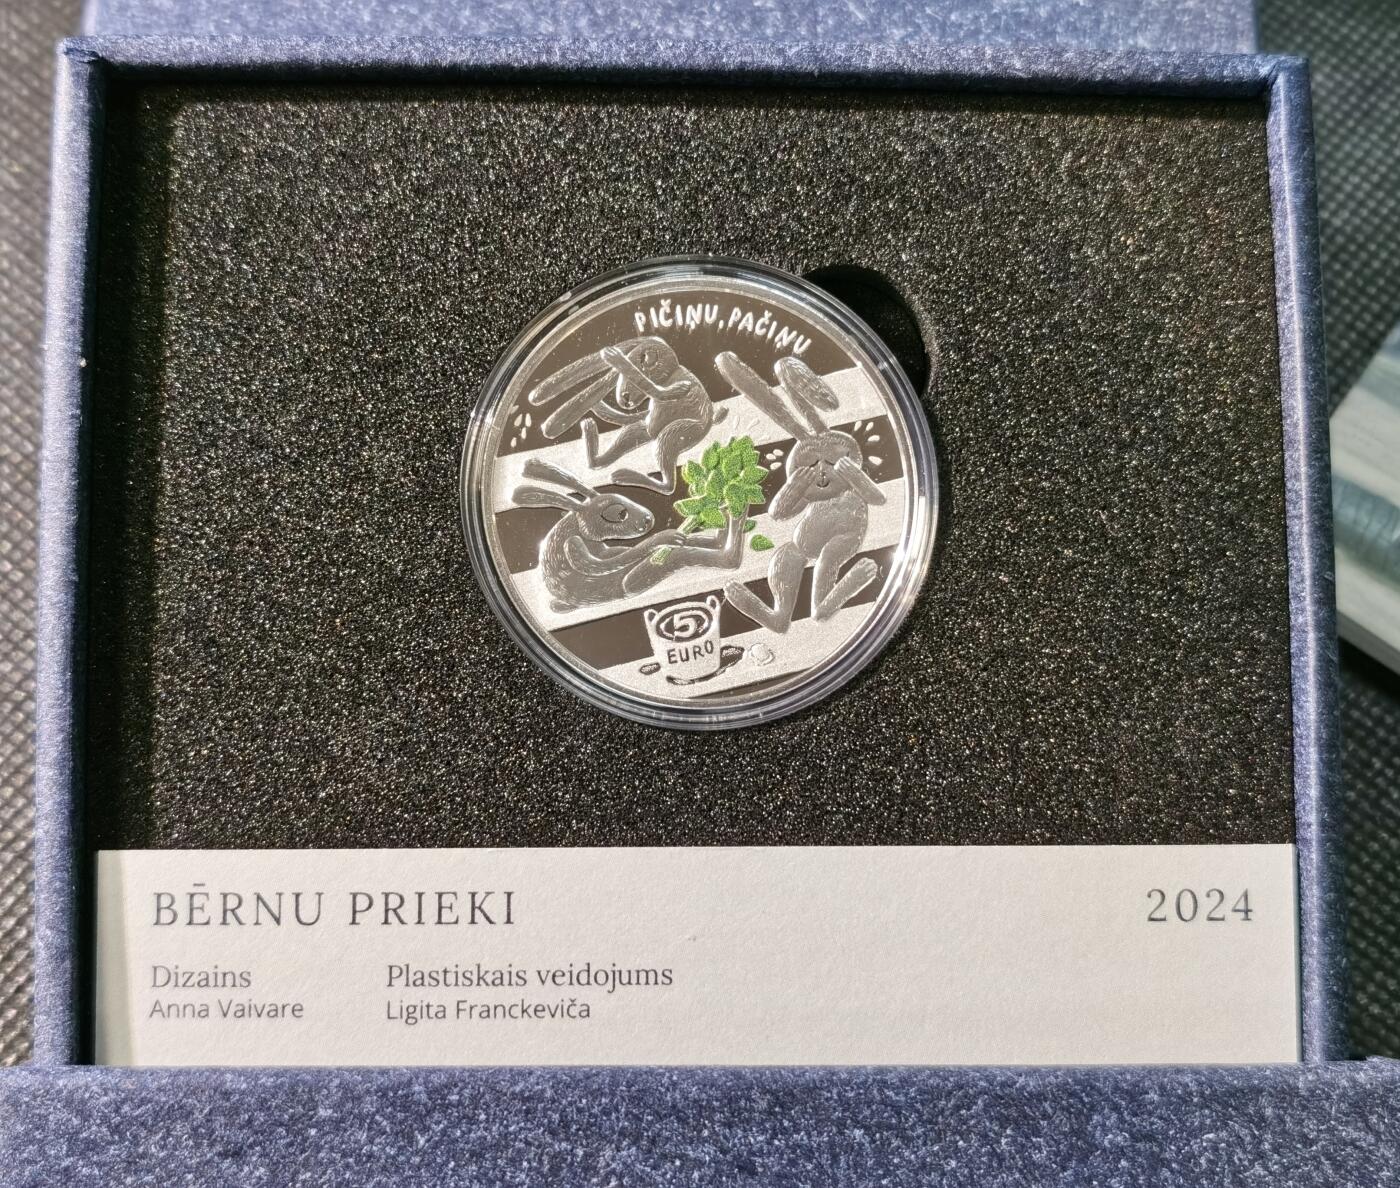 PIČIŅU, PAČIŅU
5
EURO
BĒRNU PRIEKI 2024
Dizains Plastiskais veidojums
Anna Vaivare Ligita Franckeviča